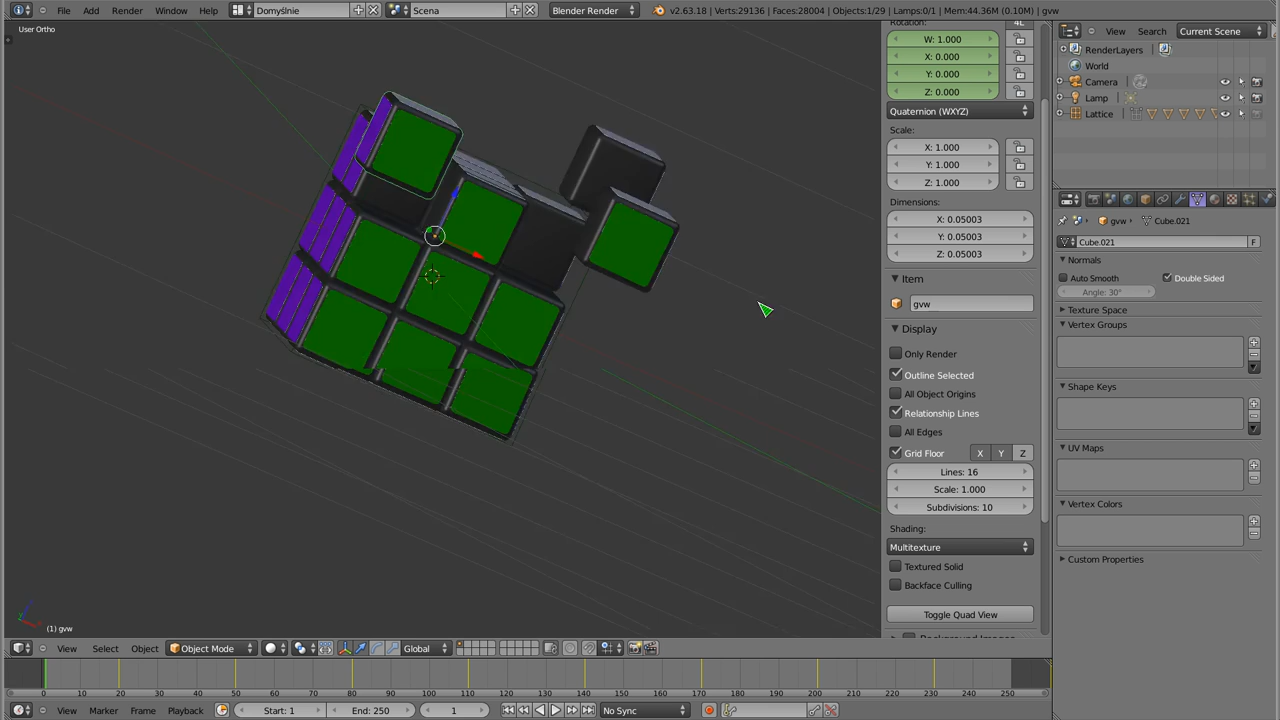 File Add Render Window Help Domyślnie Scena Blender Render v2.63.18 | Verts:29136 | Faces:28004 | Objects:1/29 | Lamps:0/1 | Mem:44.36M (0.10M) | gvw
User Ortho
Rotation: 4L
W: 1.000
X: 0.000
Y: 0.000
Z: 0.000
Quaternion (WXYZ)
Scale:
X: 1.000
Y: 1.000
Z: 1.000
Dimensions:
X: 0.05003
Y: 0.05003
Z: 0.05003
Item
gvw
Display
Only Render
Outline Selected
All Object Origins
Relationship Lines
All Edges
Grid Floor X Y Z
Lines: 16
Scale: 1.000
Subdivisions: 10
Shading:
Multitexture
Textured Solid
Backface Culling
Toggle Quad View
View Search Current Scene
RenderLayers
World
Camera
Lamp
Lattice
gvw Cube.021
Cube.021 F
Normals
Auto Smooth Double Sided
Angle: 30°
Texture Space
Vertex Groups
Shape Keys
UV Maps
Vertex Colors
Custom Properties
(1) gvw
View Select Object Object Mode Global
0 10 20 30 40 50 60 70 80 90 100 110 120 130 140 150 160 170 180 190 200 210 220 230 240 250
View Marker Frame Playback Start: 1 End: 250 1 No Sync